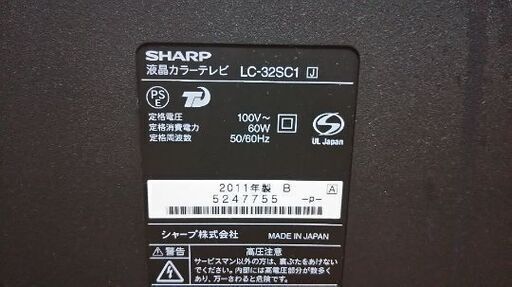 SHARP
液晶カラーテレビ LC-32SC1 J
PS E
定格電圧 100V～
定格消費電力 60W
定格周波数 50/60Hz
S UL Japan
2011年製 B A
5247755 -p-
シャープ株式会社 MADE IN JAPAN
警告 高圧注意
サービスマン以外の方は、裏ぶたをあけないで
ください。内部には高電圧部分が数多く
あり、万一さわると危険です。